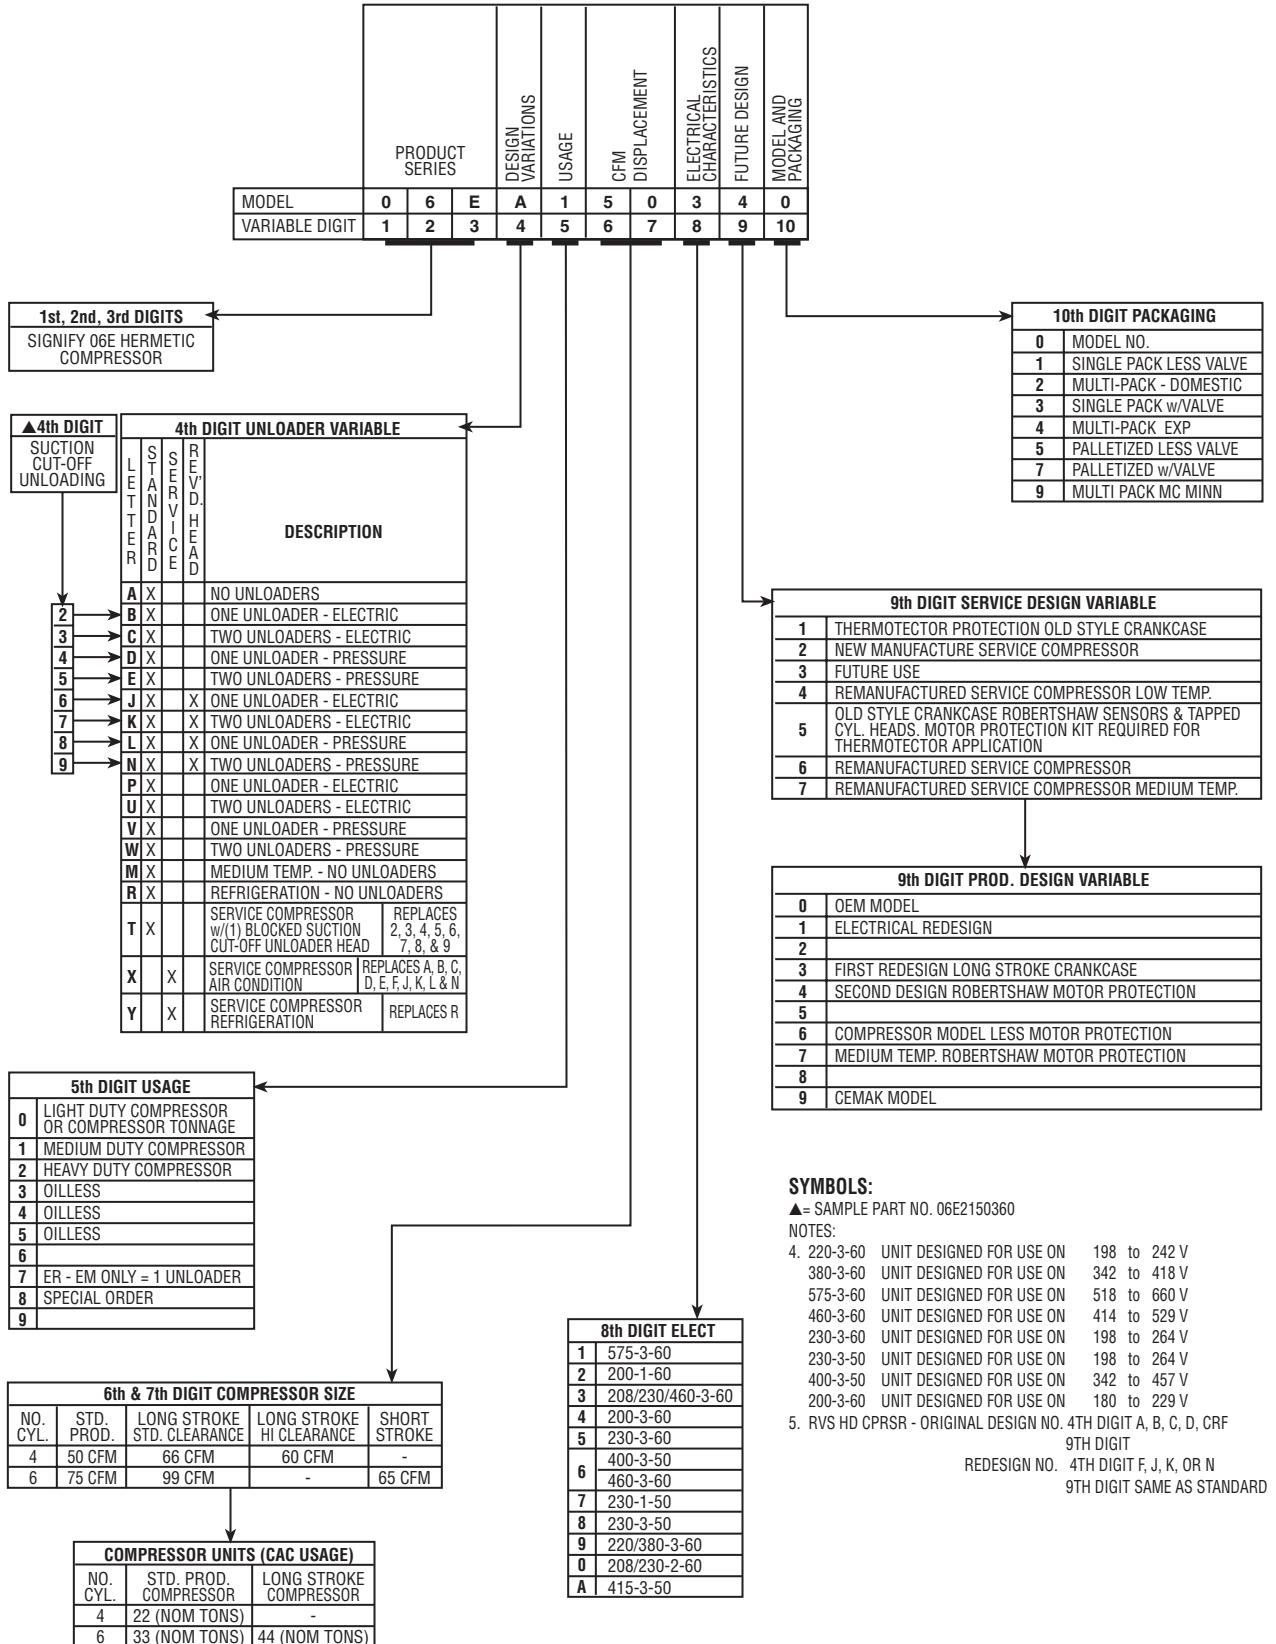 PRODUCT SERIES
DESIGN VARIATIONS
USAGE
CFM DISPLACEMENT
ELECTRICAL CHARACTERISTICS
FUTURE DESIGN
MODEL AND PACKAGING
MODEL 0 6 E A 1 5 0 3 4 0
VARIABLE DIGIT 1 2 3 4 5 6 7 8 9 10
1st, 2nd, 3rd DIGITS
SIGNIFY 06E HERMETIC
COMPRESSOR
10th DIGIT PACKAGING
0 MODEL NO.
1 SINGLE PACK LESS VALVE
2 MULTI-PACK - DOMESTIC
3 SINGLE PACK w/VALVE
4 MULTI-PACK EXP
5 PALLETIZED LESS VALVE
7 PALLETIZED w/VALVE
9 MULTI PACK MC MINN
▲4th DIGIT
SUCTION
CUT-OFF
UNLOADING
4th DIGIT UNLOADER VARIABLE
LETTER STANDARD SERVICE REV'D. HEAD DESCRIPTION
A X NO UNLOADERS
2 B X ONE UNLOADER - ELECTRIC
3 C X TWO UNLOADERS - ELECTRIC
4 D X ONE UNLOADER - PRESSURE
5 E X TWO UNLOADERS - PRESSURE
6 J X X ONE UNLOADER - ELECTRIC
7 K X X TWO UNLOADERS - ELECTRIC
8 L X X ONE UNLOADER - PRESSURE
9 N X X TWO UNLOADERS - PRESSURE
P X ONE UNLOADER - ELECTRIC
U X TWO UNLOADERS - ELECTRIC
V X ONE UNLOADER - PRESSURE
W X TWO UNLOADERS - PRESSURE
M X MEDIUM TEMP. - NO UNLOADERS
R X REFRIGERATION - NO UNLOADERS
T X SERVICE COMPRESSOR
w/(1) BLOCKED SUCTION
CUT-OFF UNLOADER HEAD
REPLACES
2, 3, 4, 5, 6,
7, 8, & 9
X X SERVICE COMPRESSOR
AIR CONDITION
REPLACES A, B, C,
D, E, F, J, K, L & N
Y X SERVICE COMPRESSOR
REFRIGERATION
REPLACES R
9th DIGIT SERVICE DESIGN VARIABLE
1 THERMOTECTOR PROTECTION OLD STYLE CRANKCASE
2 NEW MANUFACTURE SERVICE COMPRESSOR
3 FUTURE USE
4 REMANUFACTURED SERVICE COMPRESSOR LOW TEMP.
5 OLD STYLE CRANKCASE ROBERTSHAW SENSORS & TAPPED
CYL. HEADS. MOTOR PROTECTION KIT REQUIRED FOR
THERMOTECTOR APPLICATION
6 REMANUFACTURED SERVICE COMPRESSOR
7 REMANUFACTURED SERVICE COMPRESSOR MEDIUM TEMP.
9th DIGIT PROD. DESIGN VARIABLE
0 OEM MODEL
1 ELECTRICAL REDESIGN
2
3 FIRST REDESIGN LONG STROKE CRANKCASE
4 SECOND DESIGN ROBERTSHAW MOTOR PROTECTION
5
6 COMPRESSOR MODEL LESS MOTOR PROTECTION
7 MEDIUM TEMP. ROBERTSHAW MOTOR PROTECTION
8
9 CEMAK MODEL
5th DIGIT USAGE
0 LIGHT DUTY COMPRESSOR
OR COMPRESSOR TONNAGE
1 MEDIUM DUTY COMPRESSOR
2 HEAVY DUTY COMPRESSOR
3 OILLESS
4 OILLESS
5 OILLESS
6
7 ER - EM ONLY = 1 UNLOADER
8 SPECIAL ORDER
9
SYMBOLS:
▲= SAMPLE PART NO. 06E2150360
NOTES:
4. 220-3-60 UNIT DESIGNED FOR USE ON 198 to 242 V
380-3-60 UNIT DESIGNED FOR USE ON 342 to 418 V
575-3-60 UNIT DESIGNED FOR USE ON 518 to 660 V
460-3-60 UNIT DESIGNED FOR USE ON 414 to 529 V
230-3-60 UNIT DESIGNED FOR USE ON 198 to 264 V
230-3-50 UNIT DESIGNED FOR USE ON 198 to 264 V
400-3-50 UNIT DESIGNED FOR USE ON 342 to 457 V
200-3-60 UNIT DESIGNED FOR USE ON 180 to 229 V
5. RVS HD CPRSR - ORIGINAL DESIGN NO. 4TH DIGIT A, B, C, D, CRF
9TH DIGIT
REDESIGN NO. 4TH DIGIT F, J, K, OR N
9TH DIGIT SAME AS STANDARD
8th DIGIT ELECT
1 575-3-60
2 200-1-60
3 208/230/460-3-60
4 200-3-60
5 230-3-60
6 400-3-50
460-3-60
7 230-1-50
8 230-3-50
9 220/380-3-60
0 208/230-2-60
A 415-3-50
6th & 7th DIGIT COMPRESSOR SIZE
NO. CYL. STD. PROD. LONG STROKE STD. CLEARANCE LONG STROKE HI CLEARANCE SHORT STROKE
4 50 CFM 66 CFM 60 CFM -
6 75 CFM 99 CFM - 65 CFM
COMPRESSOR UNITS (CAC USAGE)
NO. CYL. STD. PROD. COMPRESSOR LONG STROKE COMPRESSOR
4 22 (NOM TONS) -
6 33 (NOM TONS) 44 (NOM TONS)